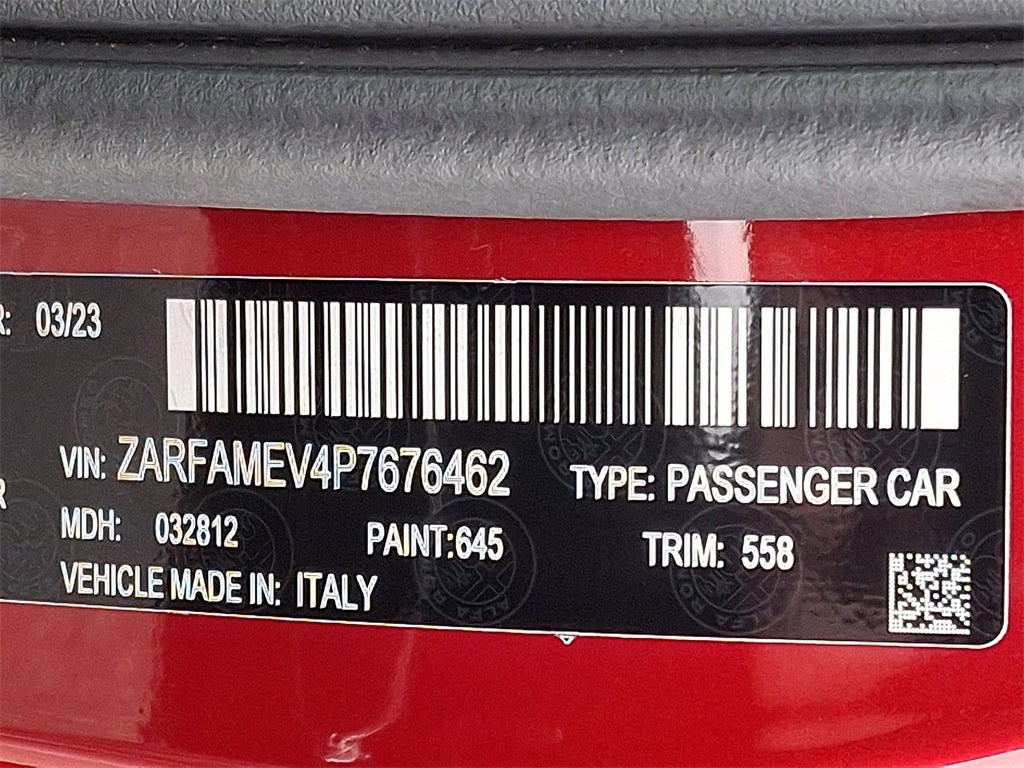 R: 03/23
VIN: ZARFAMEV4P7676462 TYPE: PASSENGER CAR
R
MDH: 032812 PAINT:645 TRIM: 558
VEHICLE MADE IN: ITALY